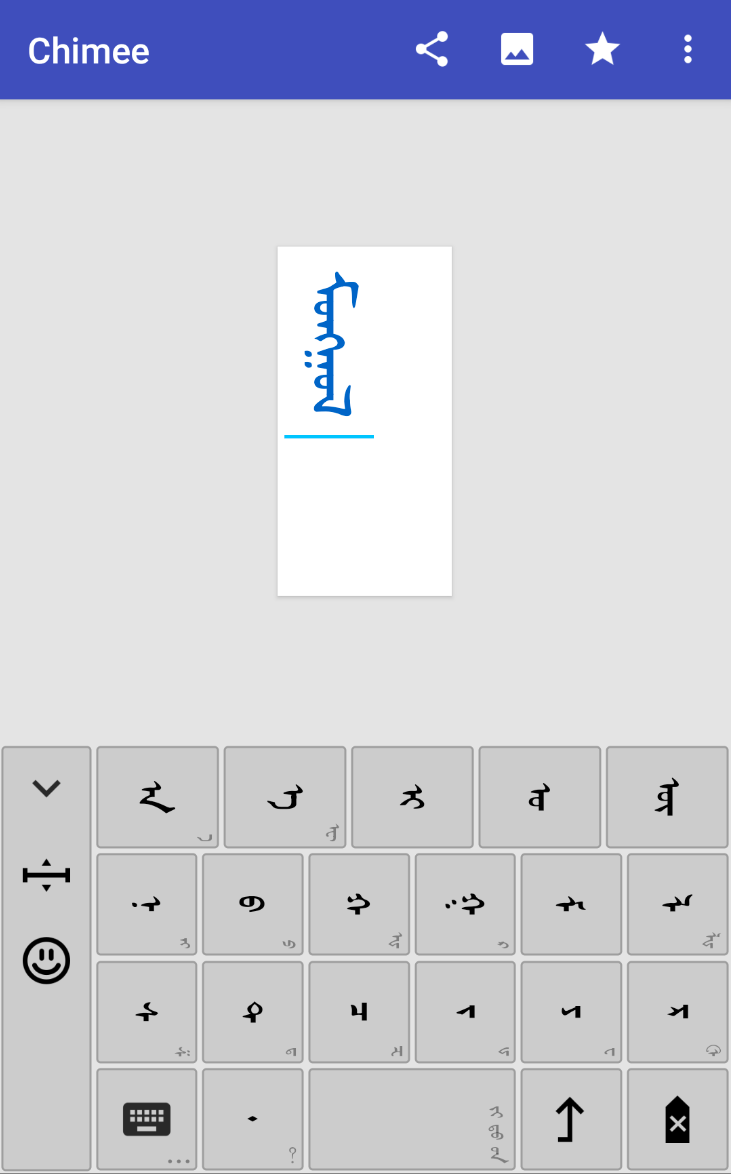 Chimee
ᠮᠣᠩᠭᠣᠯ
ᠠ ᠡ ᠢ ᠤ ᠦ
ᠨ ᠪ ᠬ ᠭ ᠮ ᠯ
ᠰ ᠳ ᠴ ᠵ ᠶ ᠷ
?